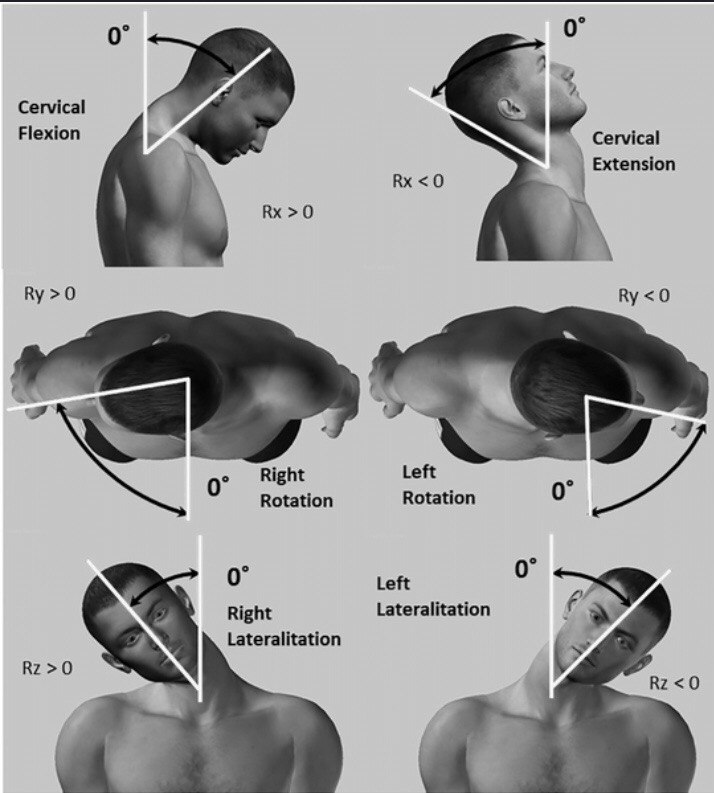 0°
Cervical
Flexion
Rx > 0
0°
Cervical
Extension
Rx < 0
Ry > 0
0°
Right
Rotation
Ry < 0
Left
Rotation
0°
0°
Right
Lateralitation
Rz > 0
Left
Lateralitation
0°
Rz < 0